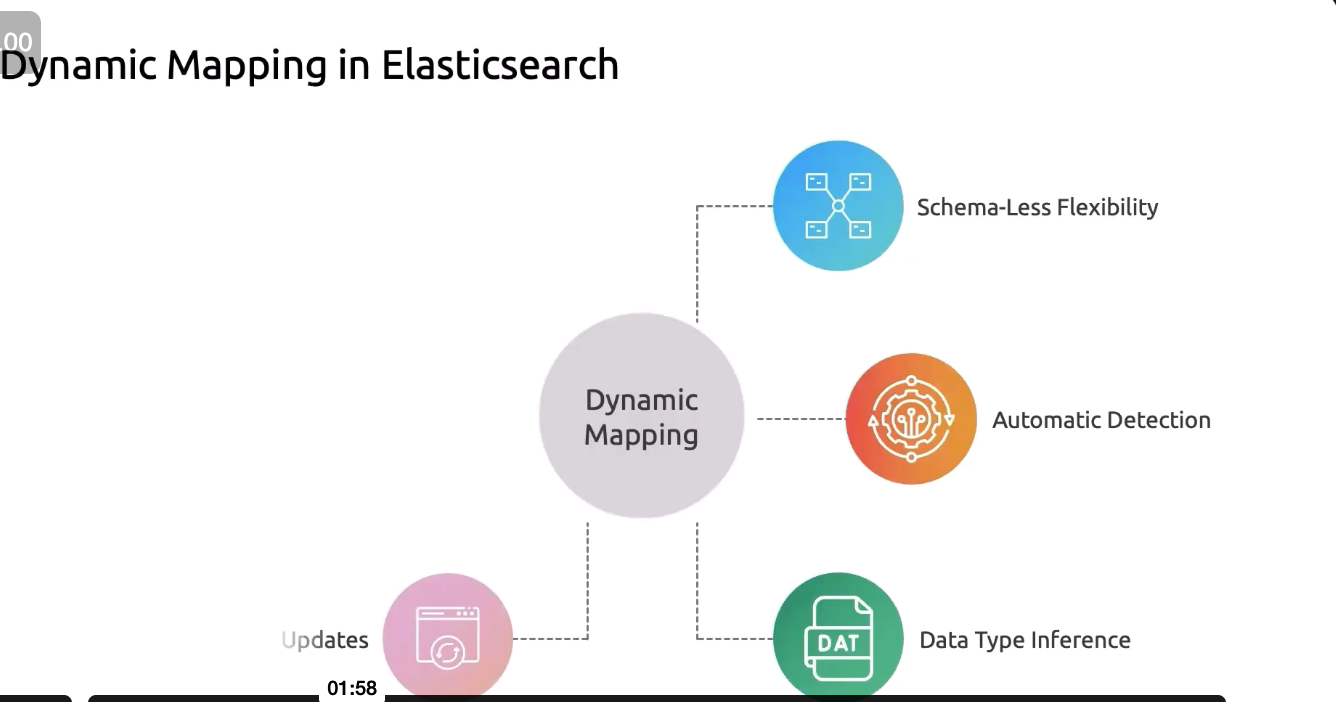 .00
Dynamic Mapping in Elasticsearch
Schema-Less Flexibility
Dynamic
Mapping
Automatic Detection
Updates
DAT
Data Type Inference
01:58